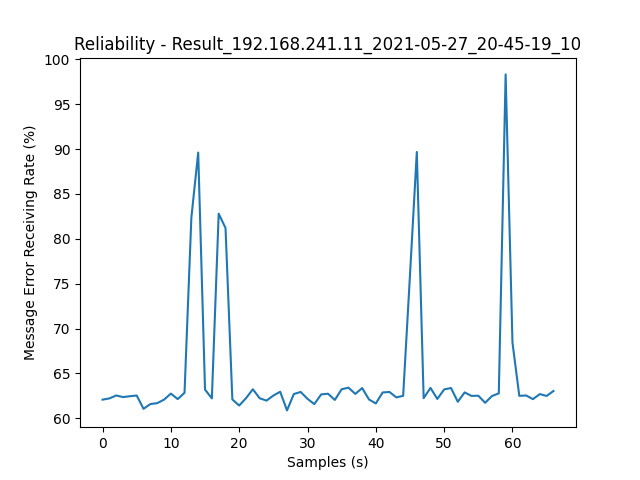 Reliability - Result_192.168.241.11_2021-05-27_20-45-19_10
Message Error Receiving Rate (%)
100
95
90
85
80
75
70
65
60
0 10 20 30 40 50 60
Samples (s)